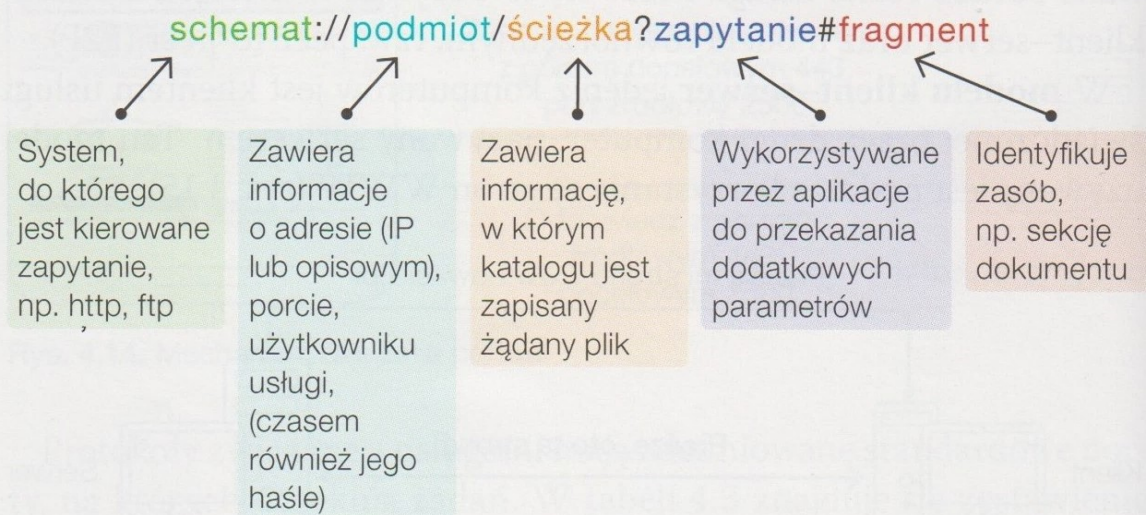 schemat://podmiot/ścieżka?zapytanie#fragment
System,
do którego
jest kierowane
zapytanie,
np. http, ftp
Zawiera
informacje
o adresie (IP
lub opisowym),
porcie,
użytkowniku
usługi,
(czasem
również jego
haśle)
Zawiera
informację,
w którym
katalogu jest
zapisany
żądany plik
Wykorzystywane
przez aplikacje
do przekazania
dodatkowych
parametrów
Identyfikuje
zasób,
np. sekcję
dokumentu